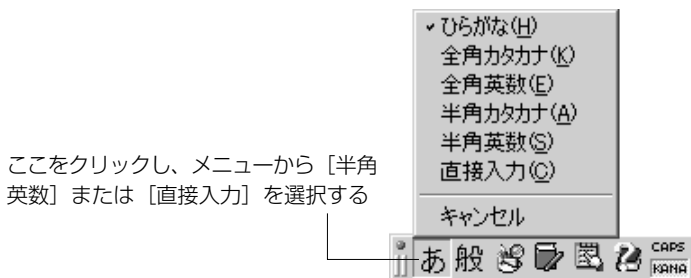 ひらがな(H)
全角カタカナ(K)
全角英数(E)
半角カタカナ(A)
半角英数(S)
直接入力(C)
キャンセル
ここをクリックし、メニューから［半角
英数］または［直接入力］を選択する
あ 般 CAPS
KANA